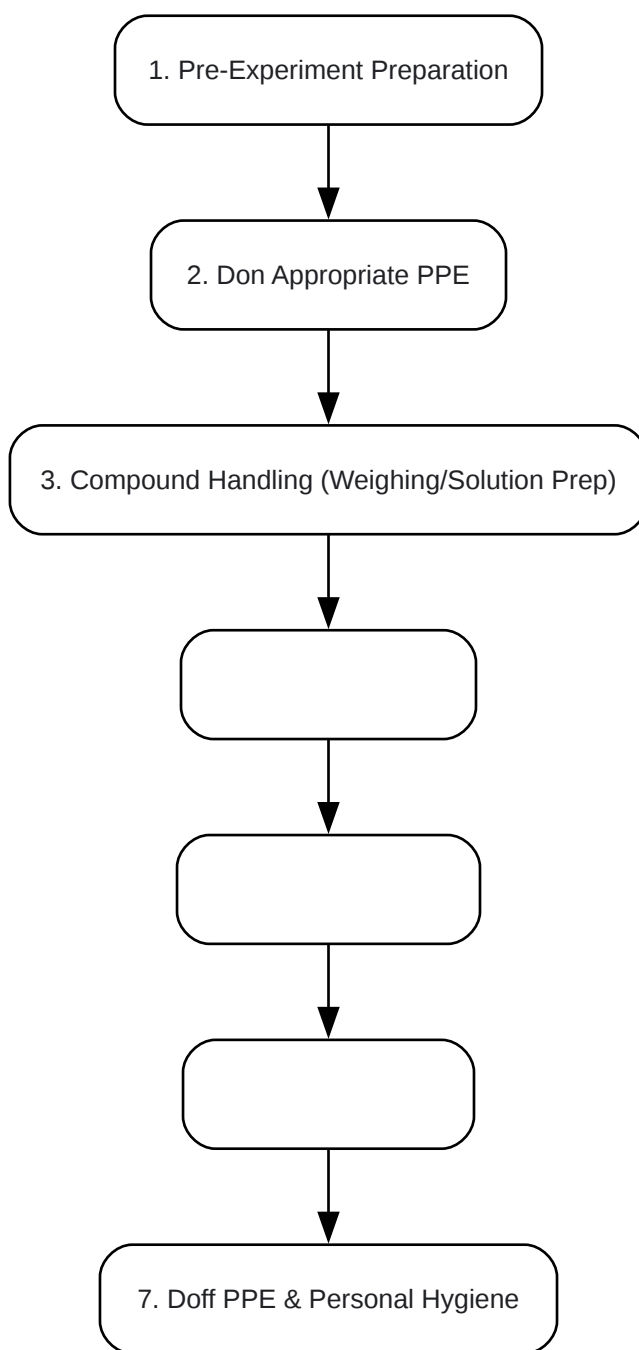 1. Pre-Experiment Preparation
2. Don Appropriate PPE
3. Compound Handling (Weighing/Solution Prep)
7. Doff PPE & Personal Hygiene